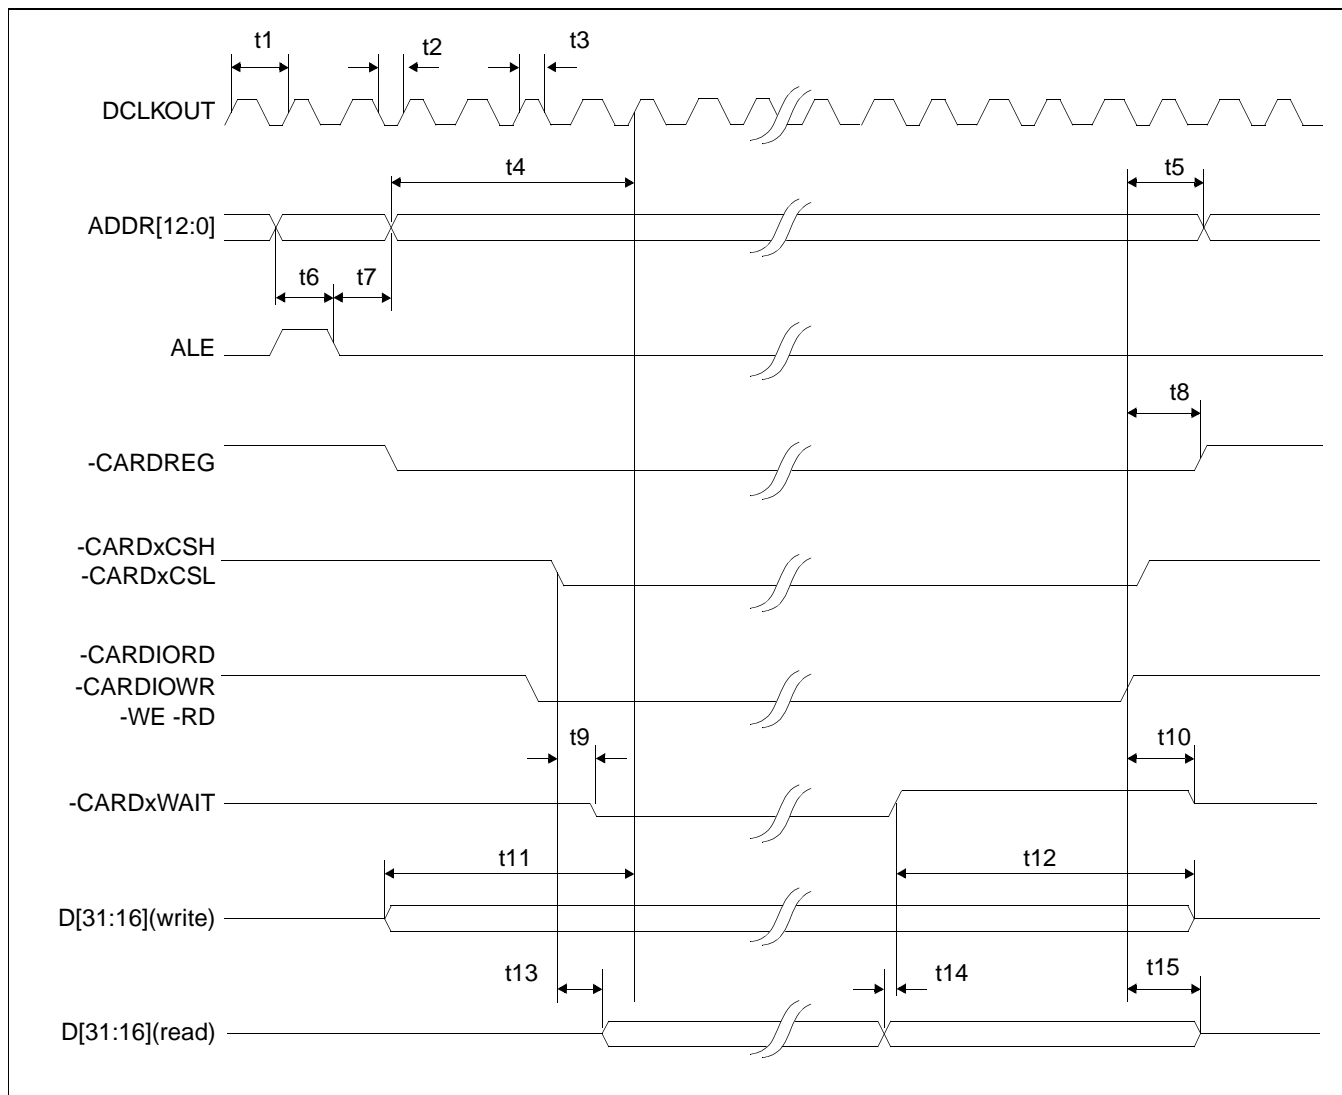 t1
t2
t3
DCLKOUT
t4
t5
ADDR[12:0]
t6
t7
ALE
t8
-CARDREG
-CARDxCSH
-CARDxCSL
-CARDIORD
-CARDIOWR
-WE -RD
t9
t10
-CARDxWAIT
t11
t12
D[31:16](write)
t13
t14
t15
D[31:16](read)